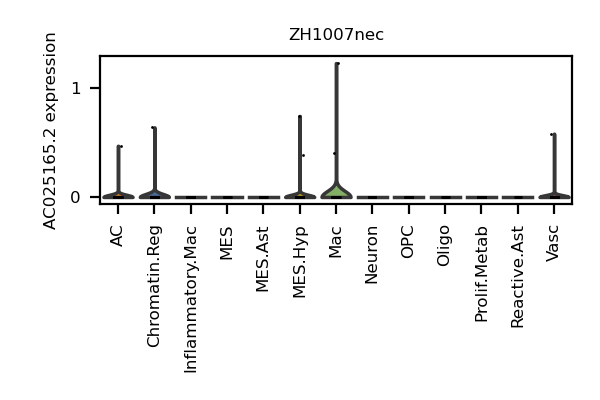 ZH1007nec
AC025165.2 expression
1
0
AC
Chromatin.Reg
Inflammatory.Mac
MES
MES.Ast
MES.Hyp
Mac
Neuron
OPC
Oligo
Prolif.Metab
Reactive.Ast
Vasc